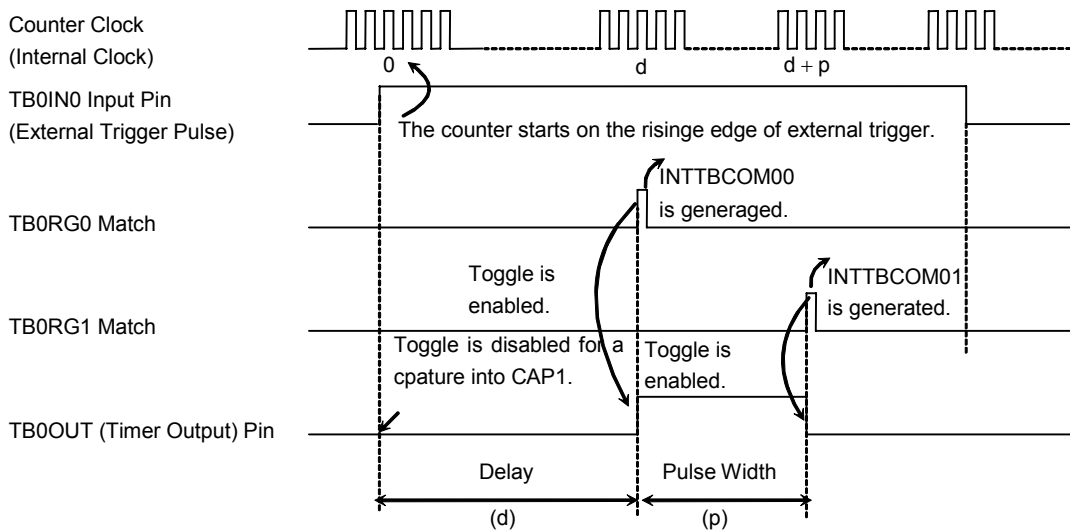 Counter Clock
(Internal Clock)
0
d
d + p
TB0IN0 Input Pin
(External Trigger Pulse)
The counter starts on the risinge edge of external trigger.
INTTBCOM00
is generaged.
TB0RG0 Match
Toggle is
enabled.
INTTBCOM01
is generated.
TB0RG1 Match
Toggle is disabled for a
cpature into CAP1.
Toggle is
enabled.
TB0OUT (Timer Output) Pin
Delay
Pulse Width
(d)
(p)